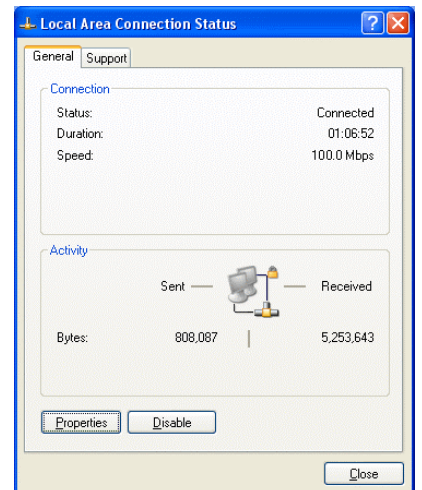 Local Area Connection Status
General Support
Connection
Status: Connected
Duration: 01:06:52
Speed: 100.0 Mbps
Activity
Sent — — Received
Bytes: 808,087 | 5,253,643
Properties Disable
Close